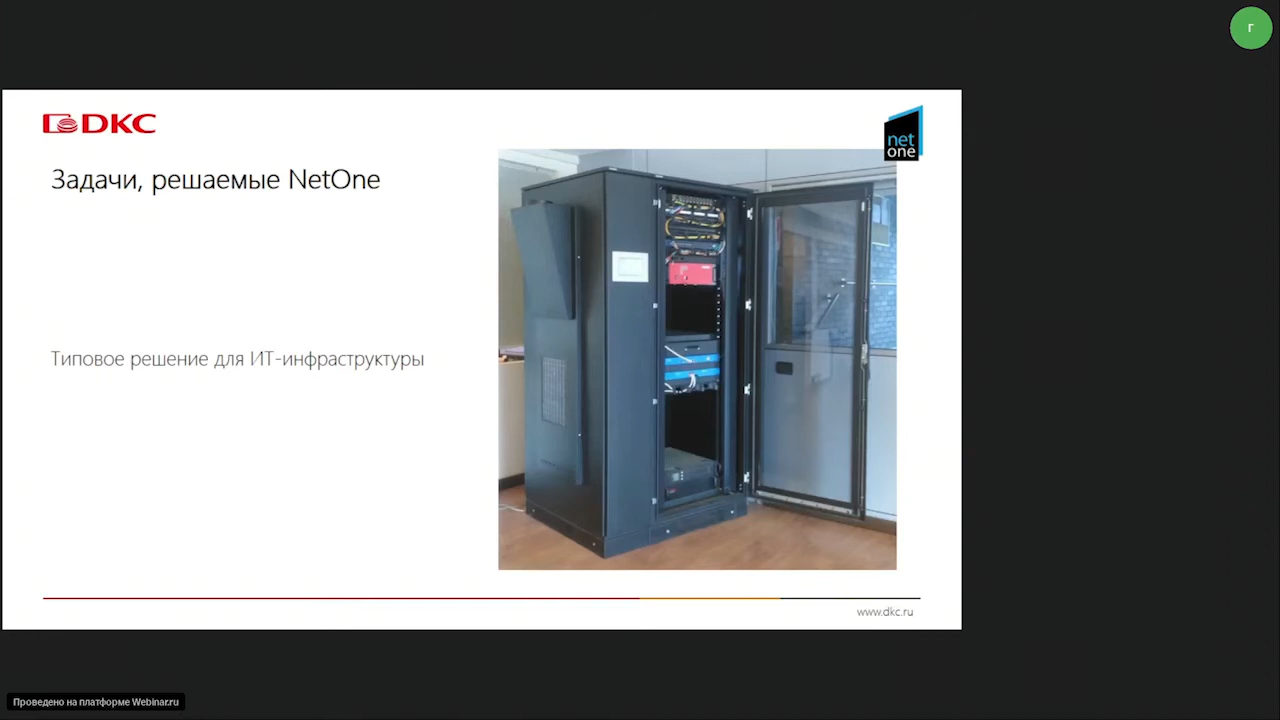 г
DKC
net
one
Задачи, решаемые NetOne
Типовое решение для ИТ-инфраструктуры
www.dkc.ru
Проведено на платформе Webinar.ru